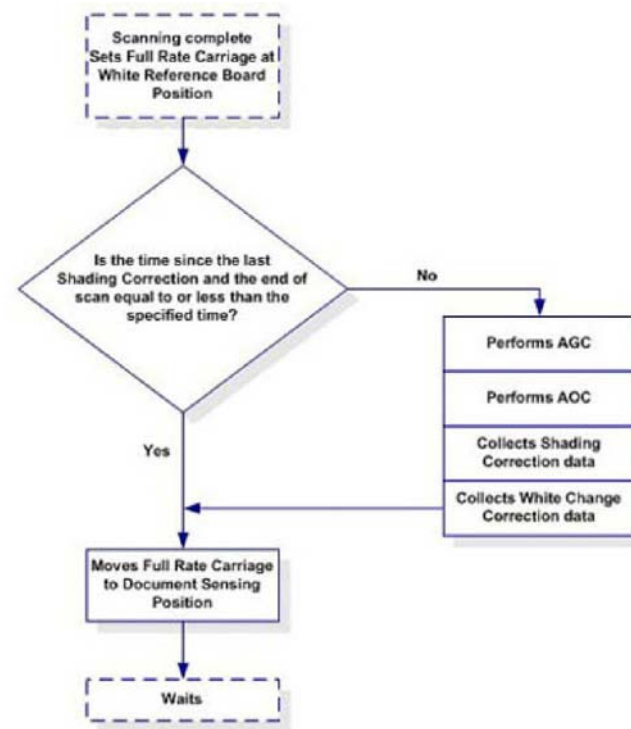 Scanning complete
Sets Full Rate Carriage at
White Reference Board
Position
Is the time since the last
Shading Correction and the end of
scan equal to or less than the
specified time?
No
Performs AGC
Performs AOC
Collects Shading
Correction data
Collects White Change
Correction data
Yes
Moves Full Rate Carriage
to Document Sensing
Position
Waits